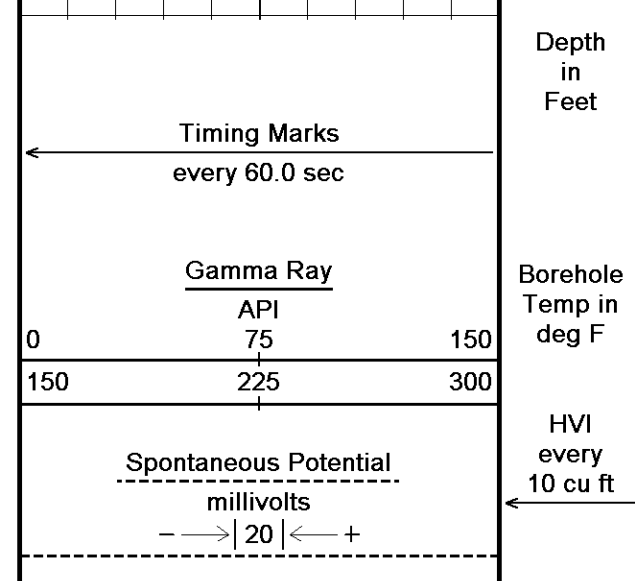 Depth
in
Feet
Timing Marks
every 60.0 sec
Gamma Ray
API
0 75 150
150 225 300
Borehole
Temp in
deg F
HVI
every
10 cu ft
Spontaneous Potential
millivolts
− 20 +